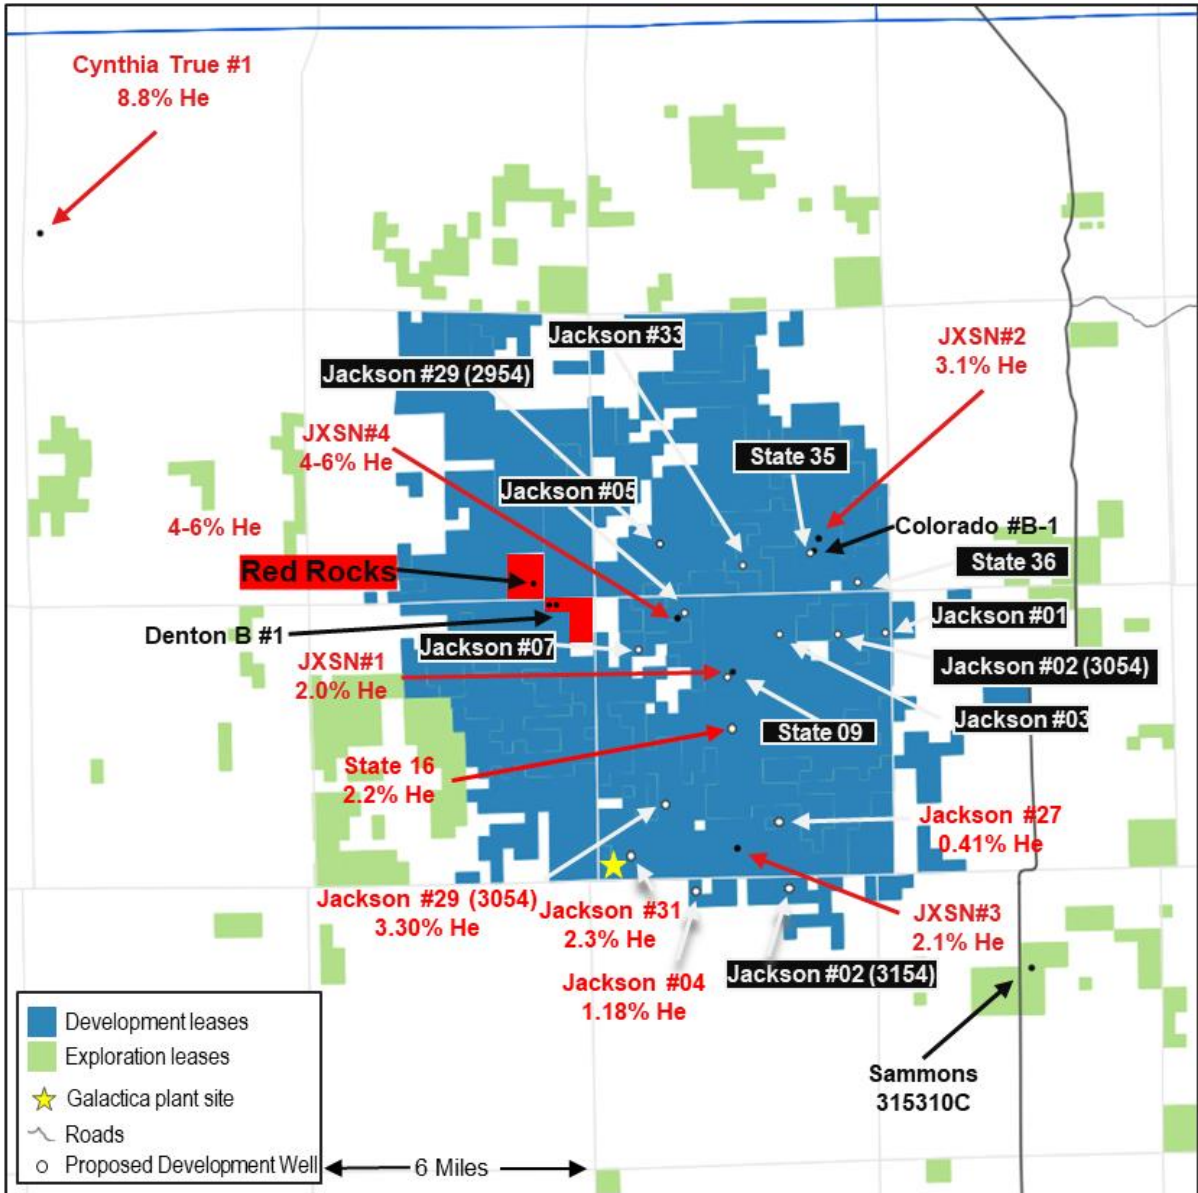 Cynthia True #1
8.8% He
Jackson #33
JXSN#2
3.1% He
Jackson #29 (2954)
JXSN#4
4-6% He
State 35
Jackson #05
4-6% He
Colorado #B-1
State 36
Red Rocks
Jackson #01
Denton B #1
Jackson #07
Jackson #02 (3054)
JXSN#1
2.0% He
Jackson #03
State 09
State 16
2.2% He
Jackson #27
0.41% He
Jackson #29 (3054)
3.30% He
Jackson #31
2.3% He
JXSN#3
2.1% He
Jackson #04
1.18% He
Jackson #02 (3154)
Sammons
315310C
Development leases
Exploration leases
Galactica plant site
Roads
Proposed Development Well
6 Miles